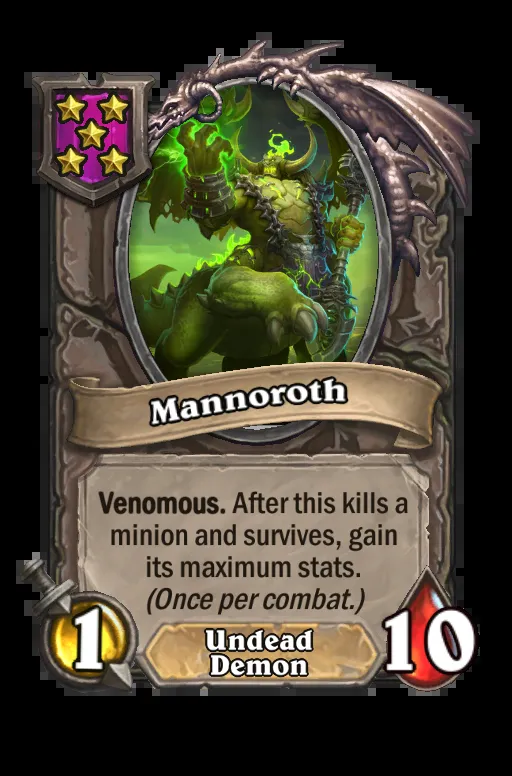 Mannoroth
Venomous. After this kills a
minion and survives, gain
its maximum stats.
(Once per combat.)
1
Undead
Demon
10